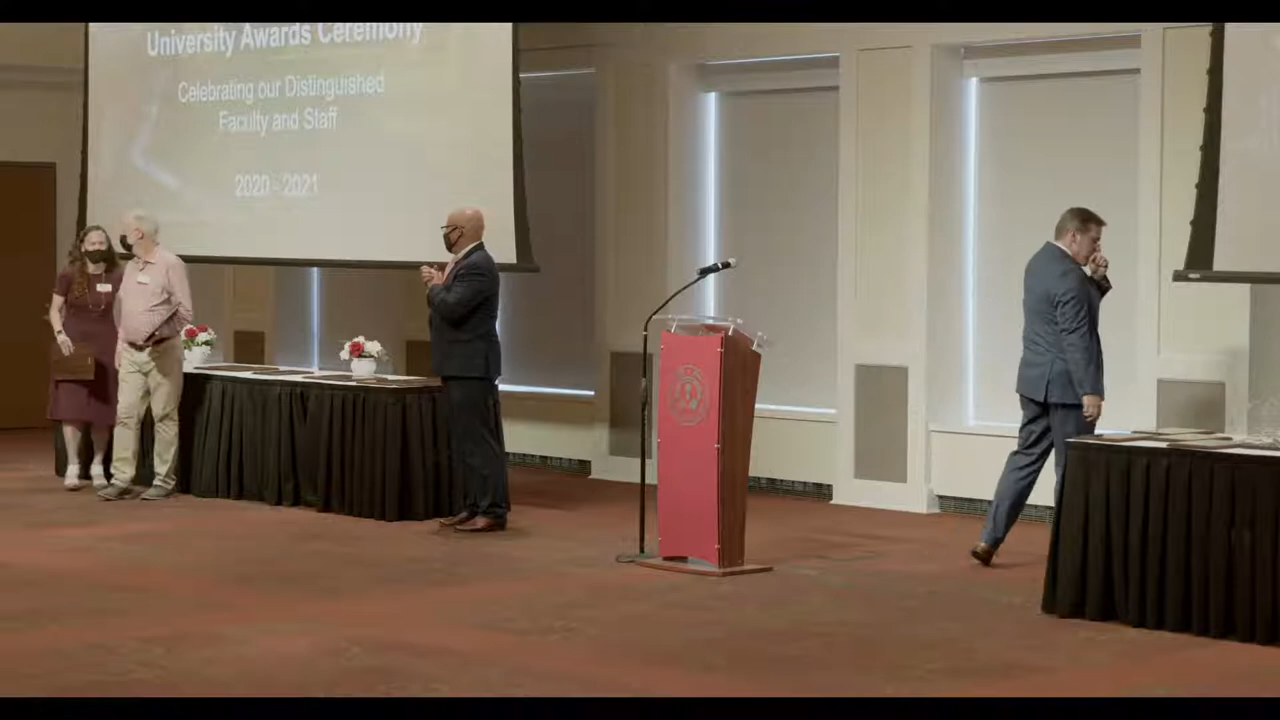 University Awards Ceremony
Celebrating our Distinguished
Faculty and Staff
2020 - 2021